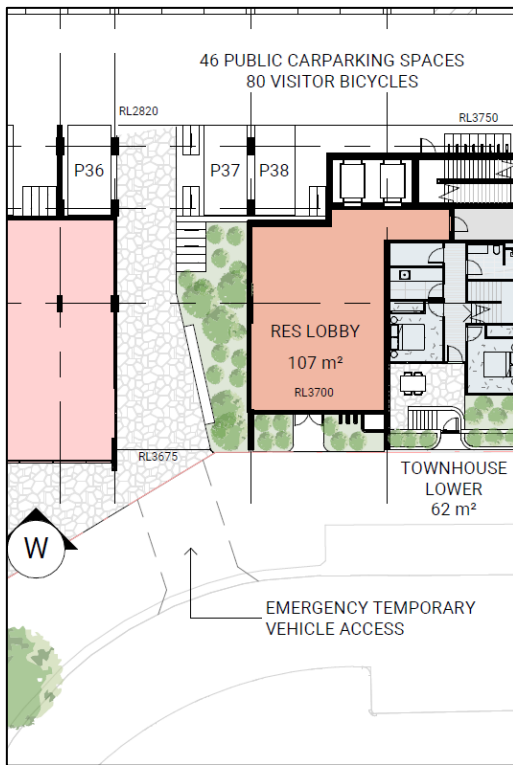 46 PUBLIC CARPARKING SPACES
80 VISITOR BICYCLES
RL2820
RL3750
P36
P37
P38
RES LOBBY
107 m²
RL3700
RL3675
TOWNHOUSE
LOWER
62 m²
W
EMERGENCY TEMPORARY
VEHICLE ACCESS